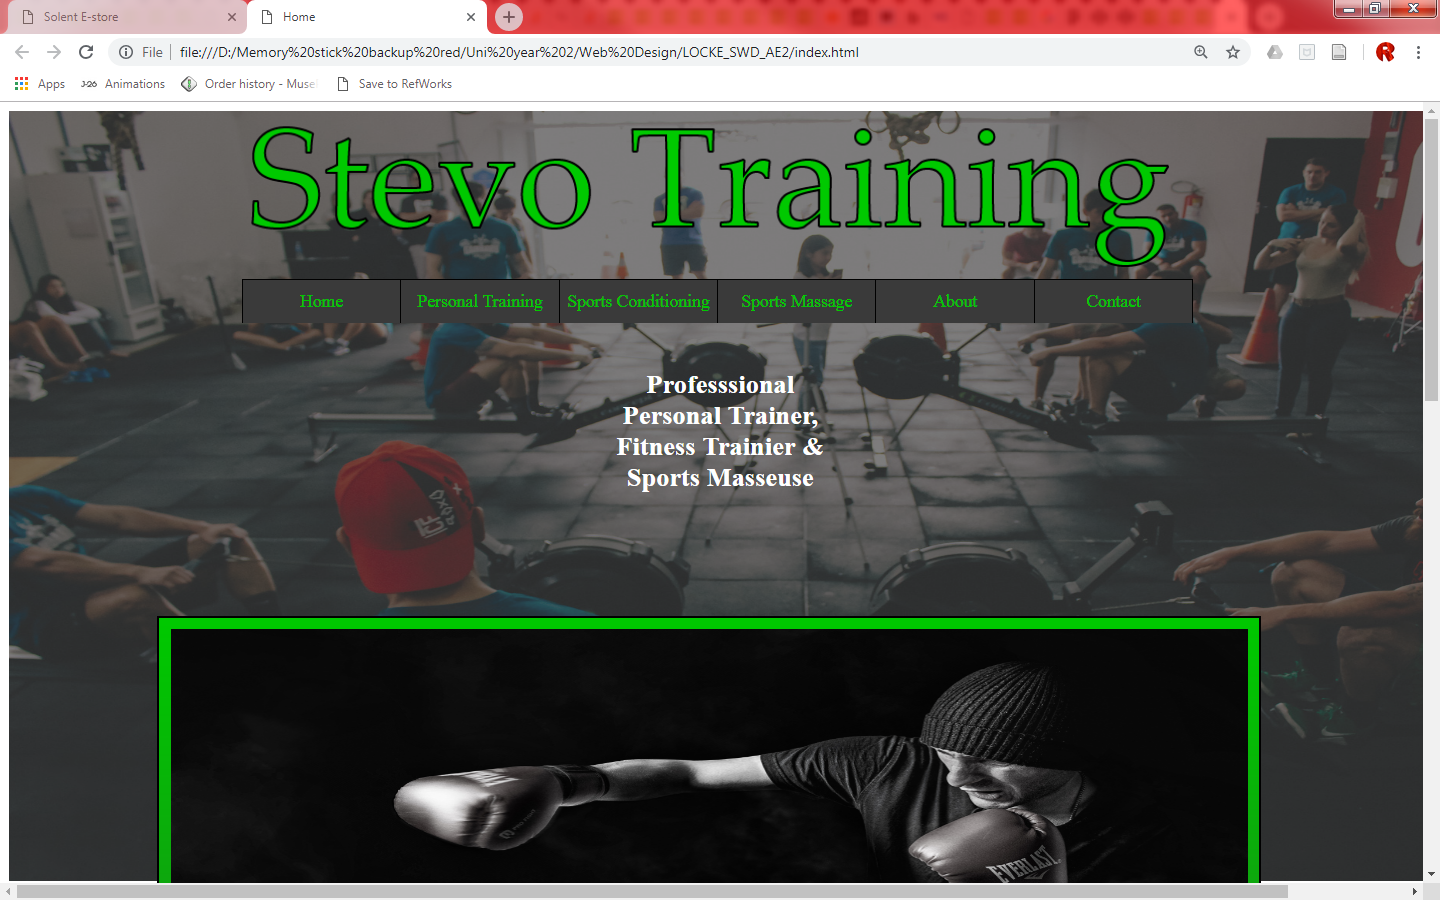 Solent E-store
Home
File
file:///D:/Memory%20stick%20backup%20red/Uni%20year%202/Web%20Design/LOCKE_SWD_AE2/index.html
Apps
Animations
Order history - Muse
Save to RefWorks
Stevo Training
Home
Personal Training
Sports Conditioning
Sports Massage
About
Contact
Professsional
Personal Trainer,
Fitness Trainier &
Sports Masseuse
EVERLAST